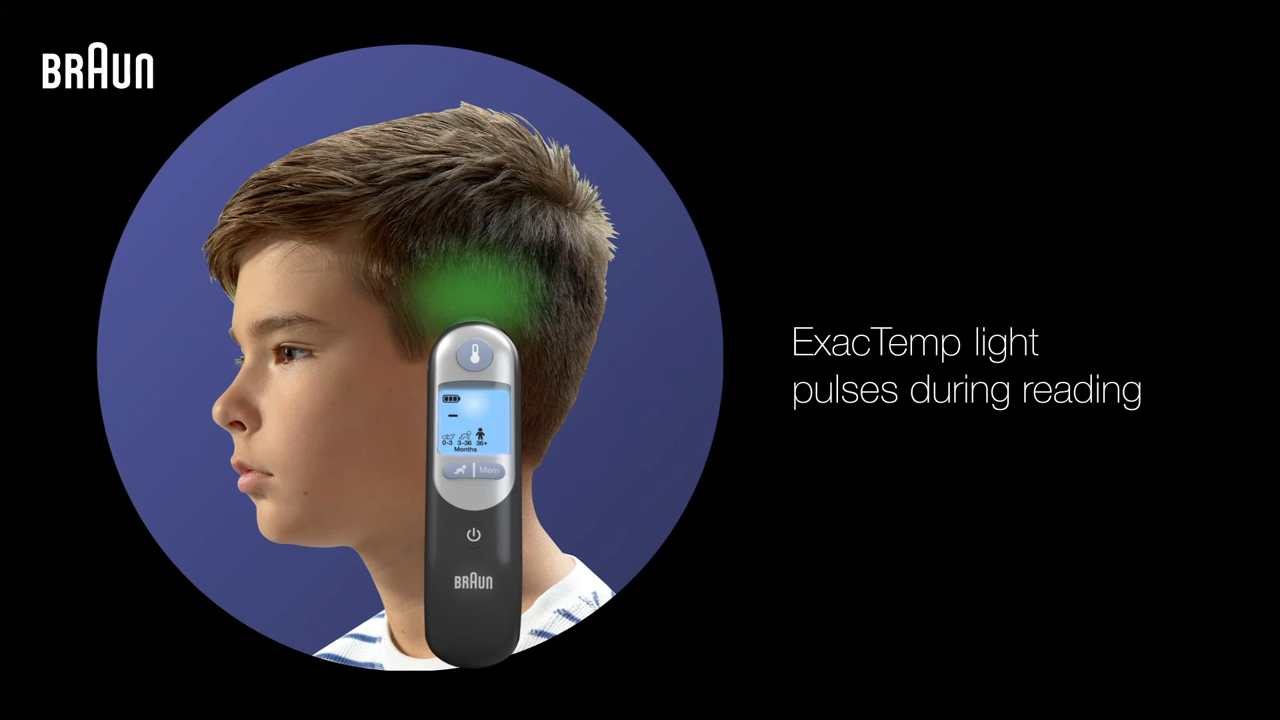 BRAUN
ExacTemp light
pulses during reading
0-3 3-36 36+
Months
Mem
BRAUN